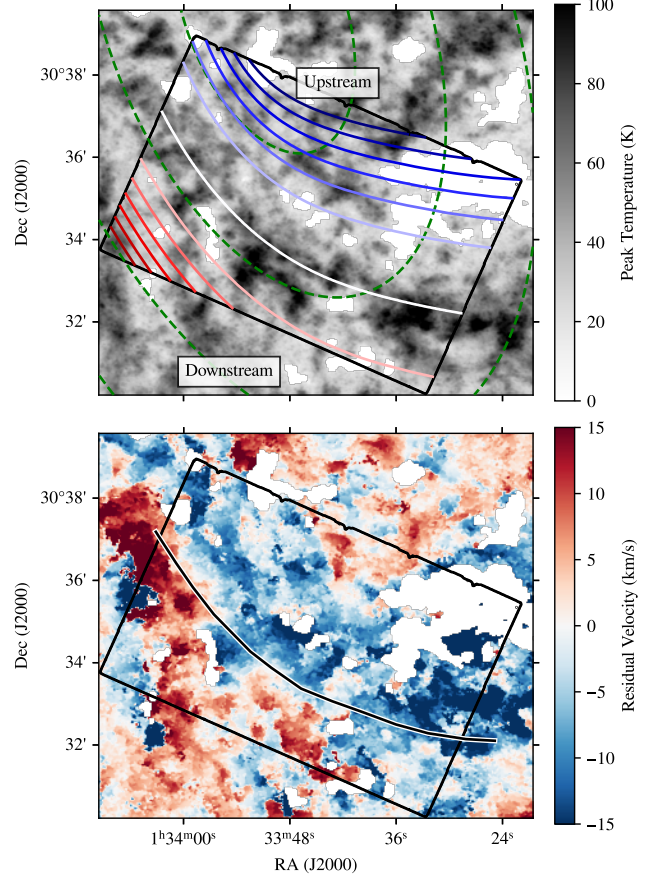 100
30°38'
Upstream
80
36'
60
34'
40
32'
20
Downstream
0
Dec (J2000)
Peak Temperature (K)
15
30°38'
10
36'
5
0
34'
−5
32'
−10
−15
Dec (J2000)
Residual Velocity (km/s)
1ʰ34ᵐ00ˢ 33ᵐ48ˢ 36ˢ 24ˢ
RA (J2000)